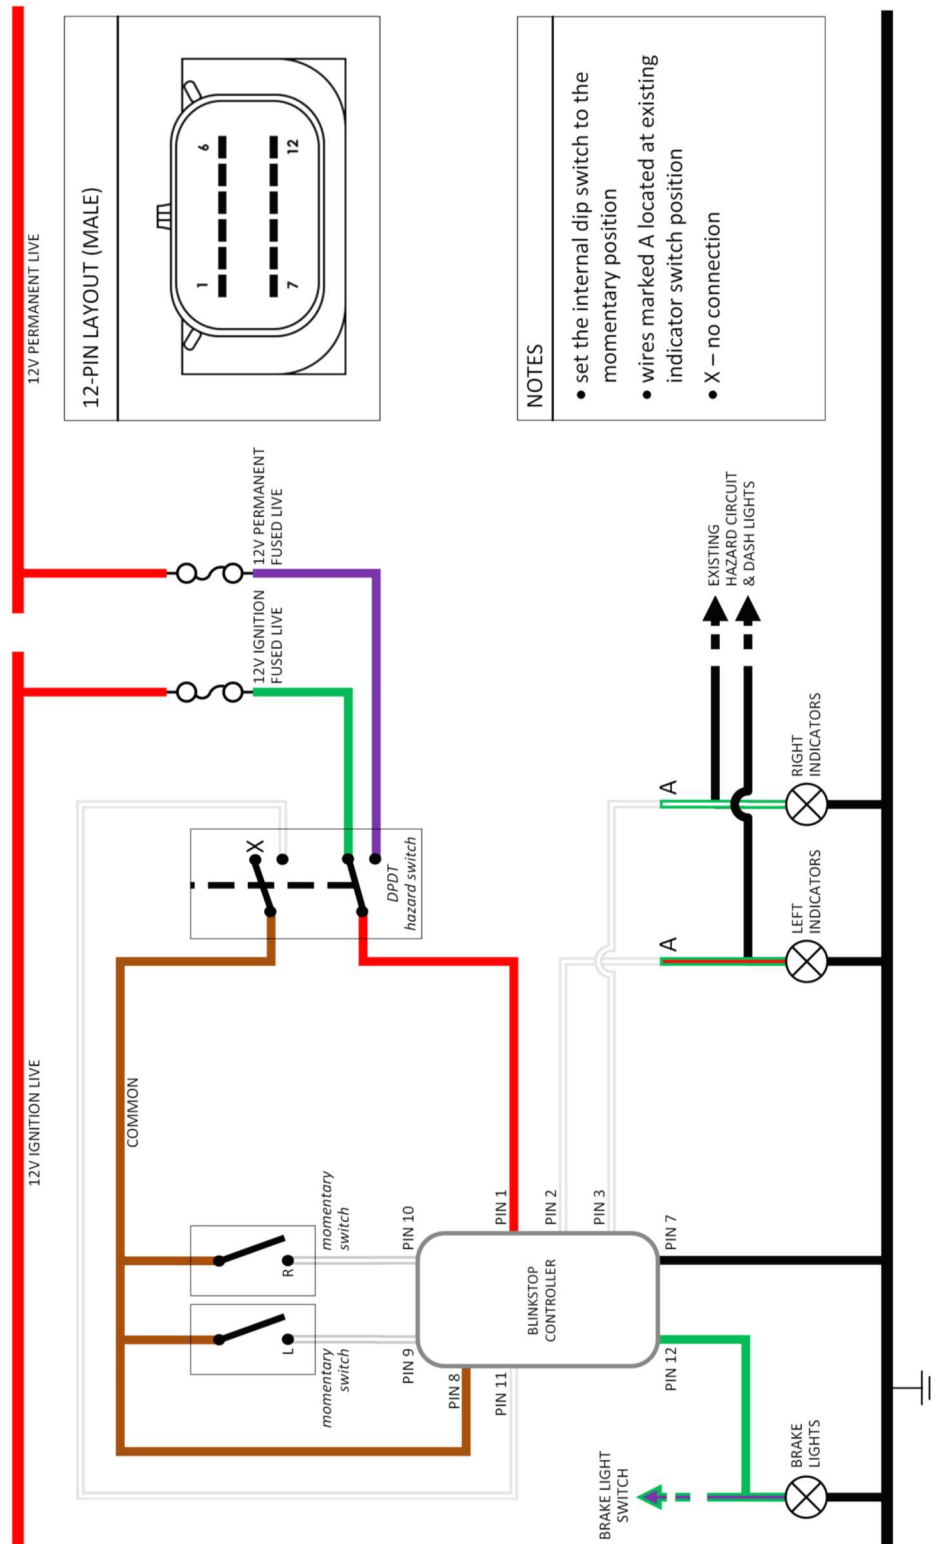 12V IGNITION LIVE
12V PERMANENT LIVE
COMMON
12V IGNITION
FUSED LIVE
12V PERMANENT
FUSED LIVE
12-PIN LAYOUT (MALE)
1
6
7
12
L
momentary
switch
R
momentary
switch
X
DPDT
hazard switch
PIN 8
PIN 9
PIN 10
PIN 11
PIN 1
PIN 2
PIN 3
PIN 12
PIN 7
BLINKSTOP
CONTROLLER
BRAKE LIGHT
SWITCH
BRAKE
LIGHTS
A
LEFT
INDICATORS
A
RIGHT
INDICATORS
EXISTING
HAZARD CIRCUIT
& DASH LIGHTS
NOTES
• set the internal dip switch to the
momentary position
• wires marked A located at existing
indicator switch position
• X – no connection